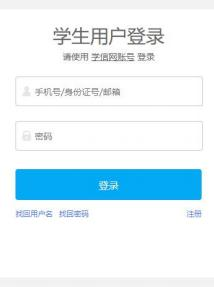 学生用户登录
请使用 学信网账号 登录
手机号/身份证号/邮箱
密码
登录
找回用户名 找回密码 注册